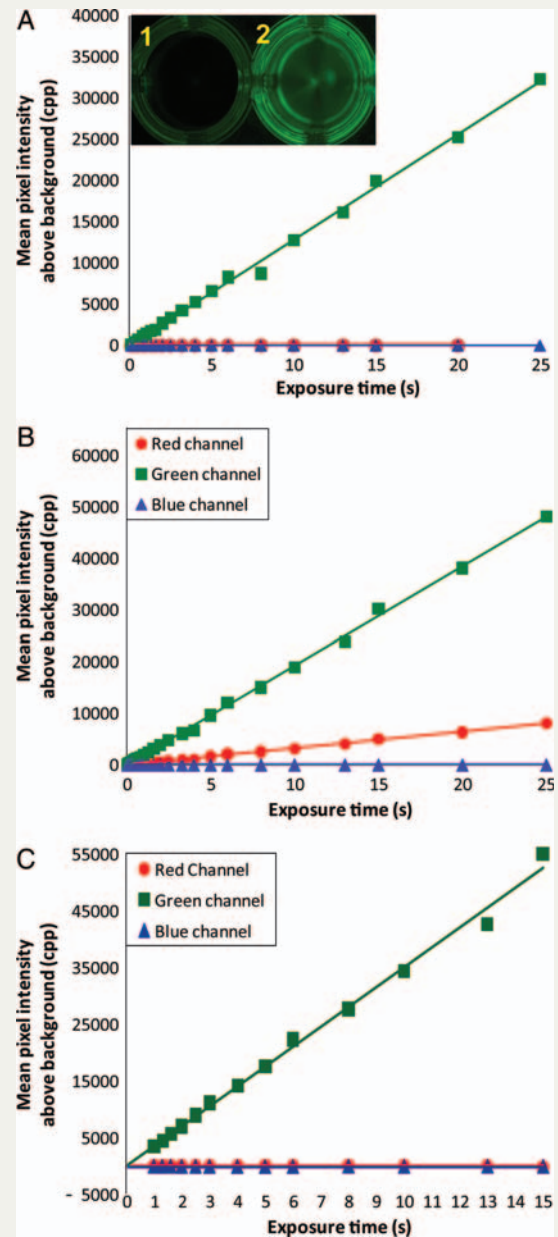 A
40000
35000
30000
25000
20000
15000
10000
5000
0
1
2
Mean pixel intensity
above background (cpp)
0 5 10 15 20 25
Exposure time (s)
B
60000
50000
40000
30000
20000
10000
0
Red channel
Green channel
Blue channel
Mean pixel intensity
above background (cpp)
0 5 10 15 20 25
Exposure time (s)
C
55000
45000
35000
25000
15000
5000
- 5000
Red Channel
Green channel
Blue channel
Mean pixel intensity
above background (cpp)
0 1 2 3 4 5 6 7 8 9 10 11 12 13 14 15
Exposure time (s)